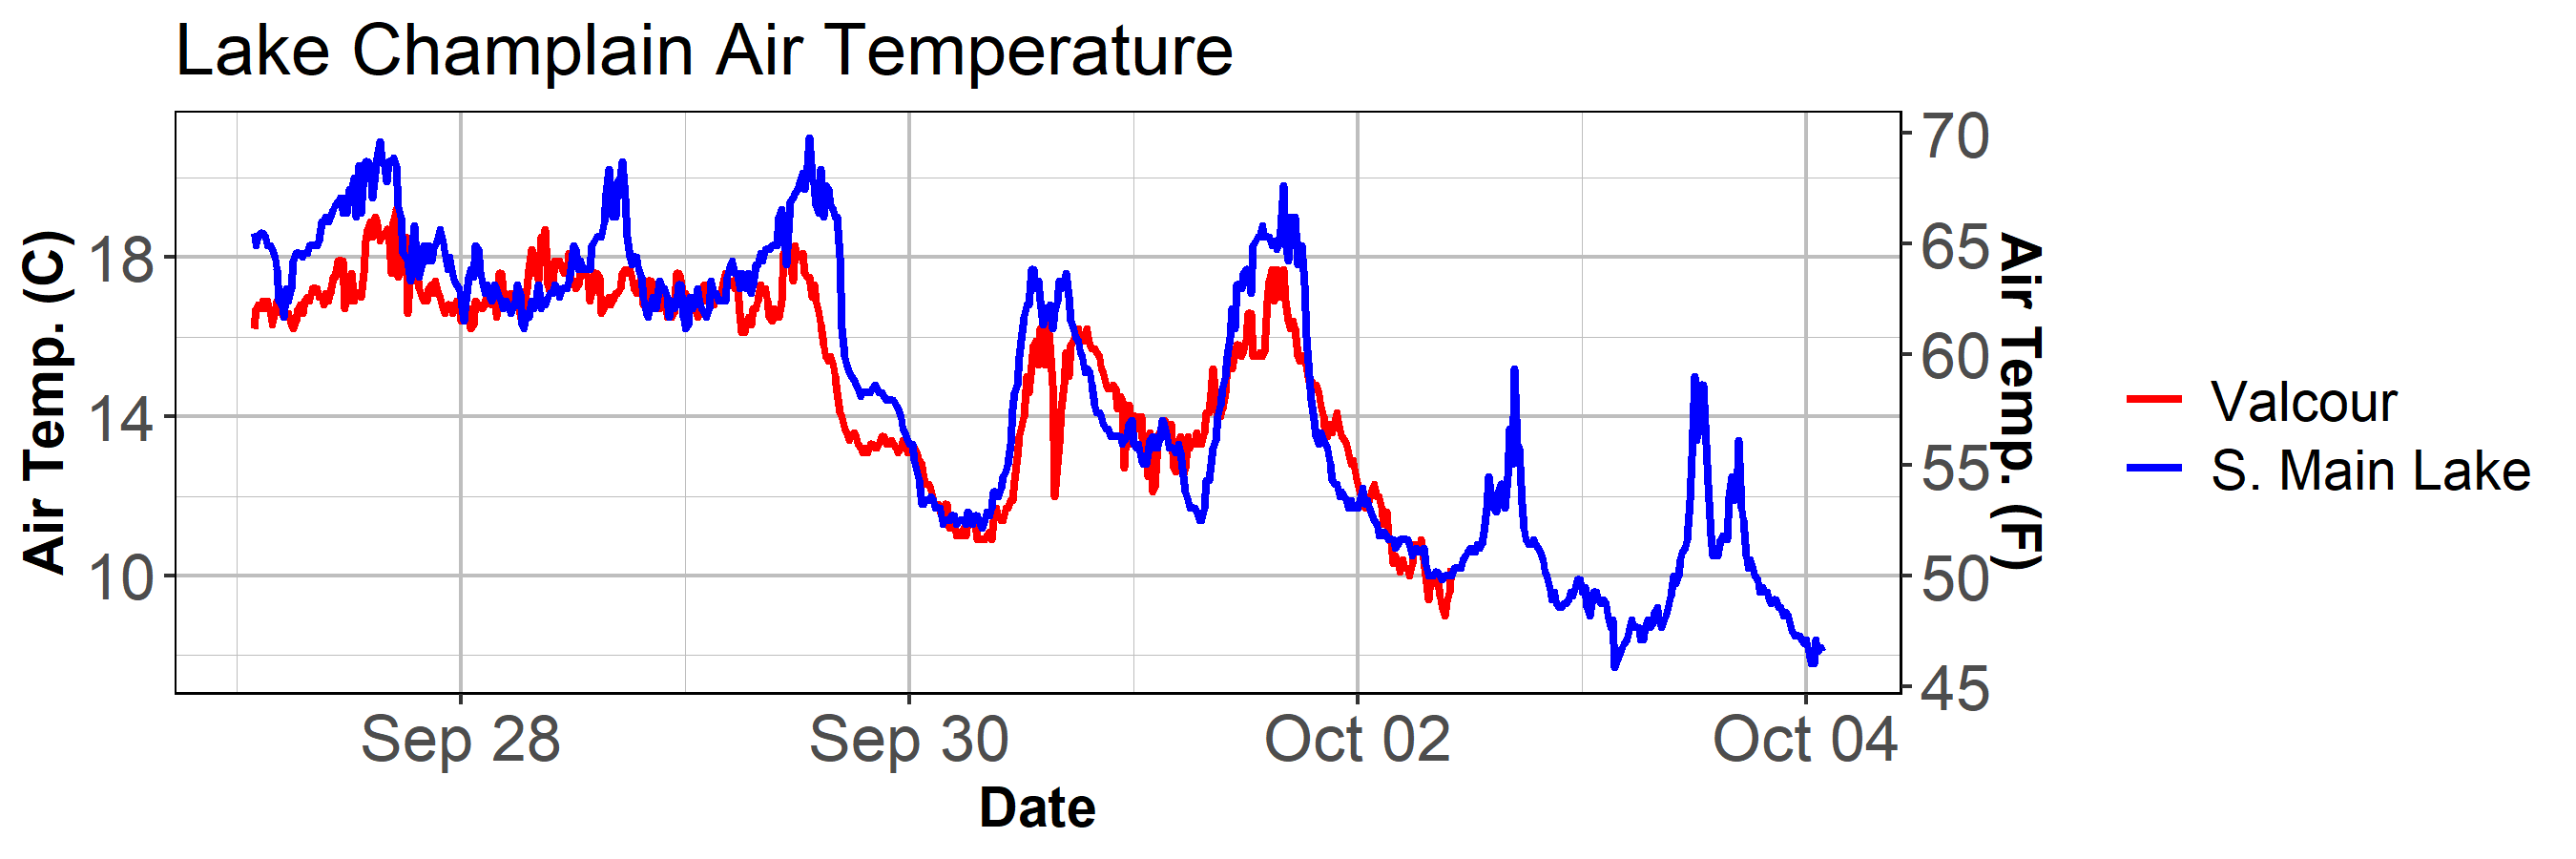 Lake Champlain Air Temperature
Air Temp. (C)
18
14
10
70
65
60
55
50
45
Air Temp. (F)
Sep 28
Sep 30
Oct 02
Oct 04
Date
Valcour
S. Main Lake